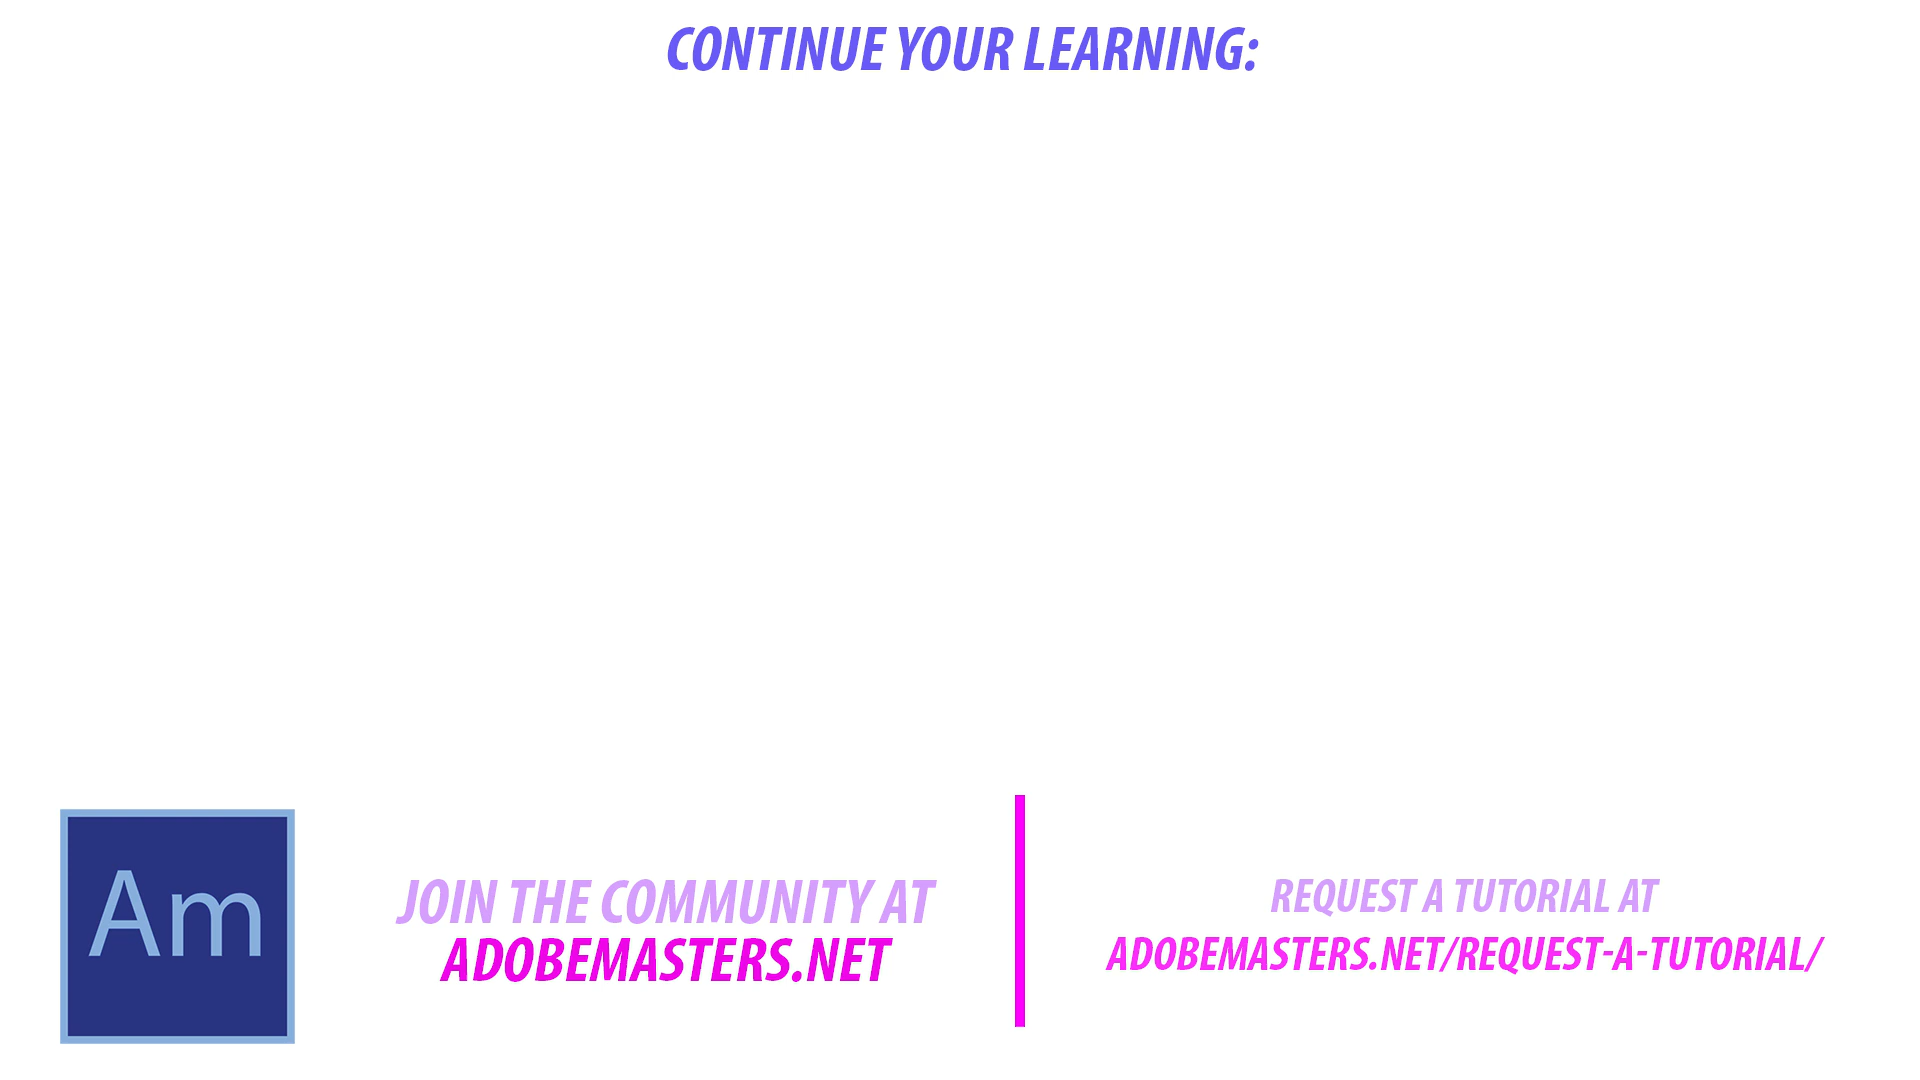 CONTINUE YOUR LEARNING:
Am
JOIN THE COMMUNITY AT
ADOBEMASTERS.NET
REQUEST A TUTORIAL AT
ADOBEMASTERS.NET/REQUEST-A-TUTORIAL/